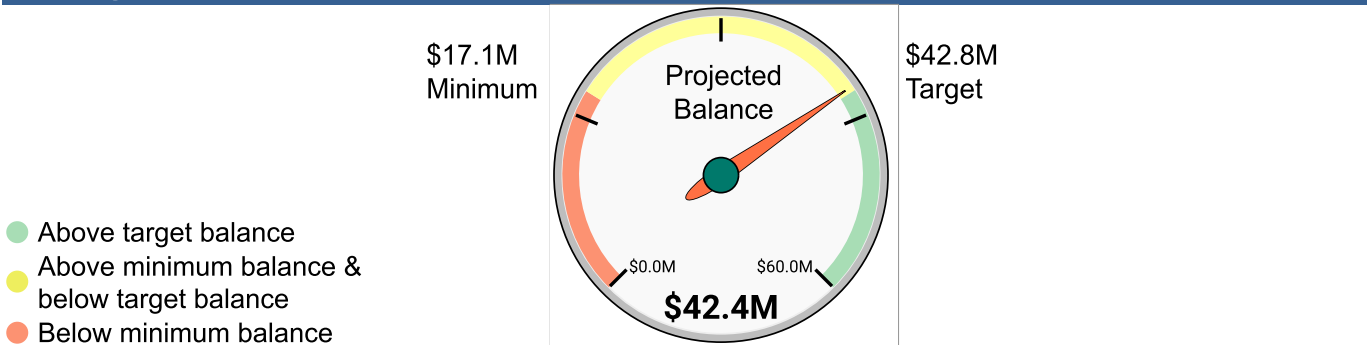 $17.1M
Minimum
Projected
Balance
$42.8M
Target
$0.0M
$60.0M
$42.4M
Above target balance
Above minimum balance &
below target balance
Below minimum balance